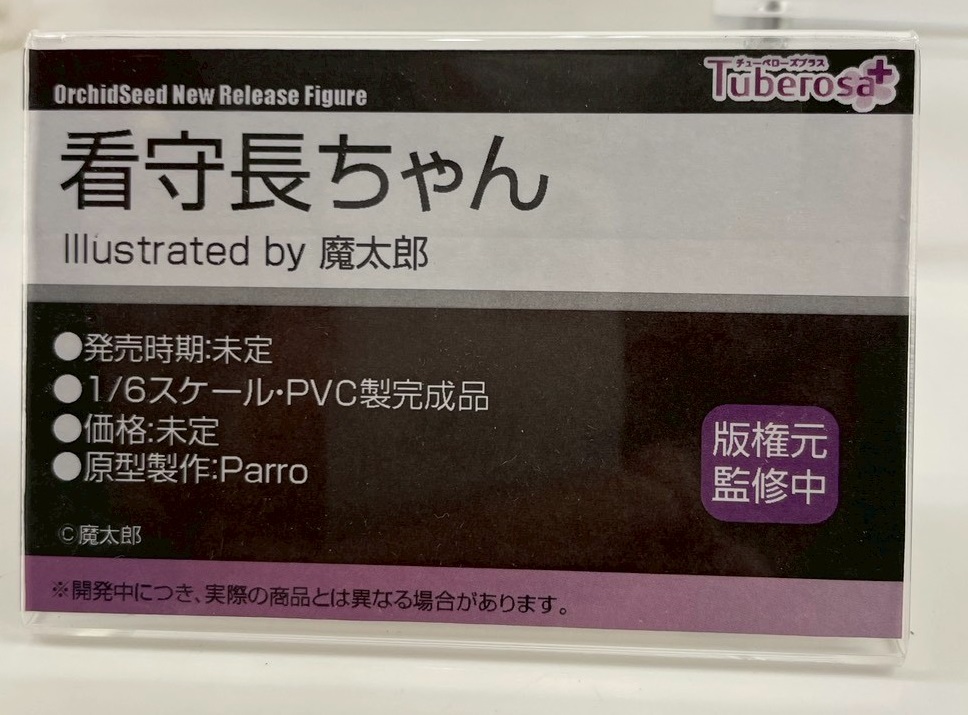 チューベローズプラス
Tuberosa+
OrchidSeed New Release Figure
看守長ちゃん
Illustrated by 魔太郎
●発売時期:未定
●1/6スケール・PVC製完成品
●価格:未定
●原型製作:Parro
版権元
監修中
©魔太郎
※開発中につき、実際の商品とは異なる場合があります。